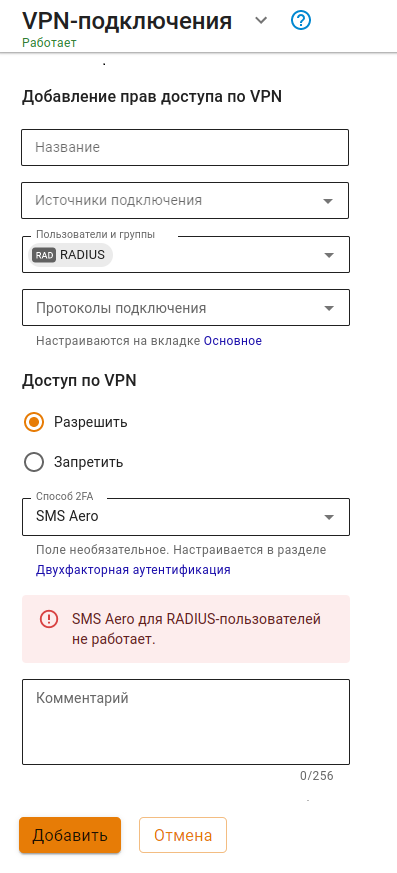 VPN-подключения
Работает
Добавление прав доступа по VPN
Название
Источники подключения
Пользователи и группы
RAD RADIUS
Протоколы подключения
Настраиваются на вкладке Основное
Доступ по VPN
Разрешить
Запретить
Способ 2FA
SMS Aero
Поле необязательное. Настраивается в разделе
Двухфакторная аутентификация
SMS Aero для RADIUS-пользователей
не работает.
Комментарий
0/256
Добавить
Отмена